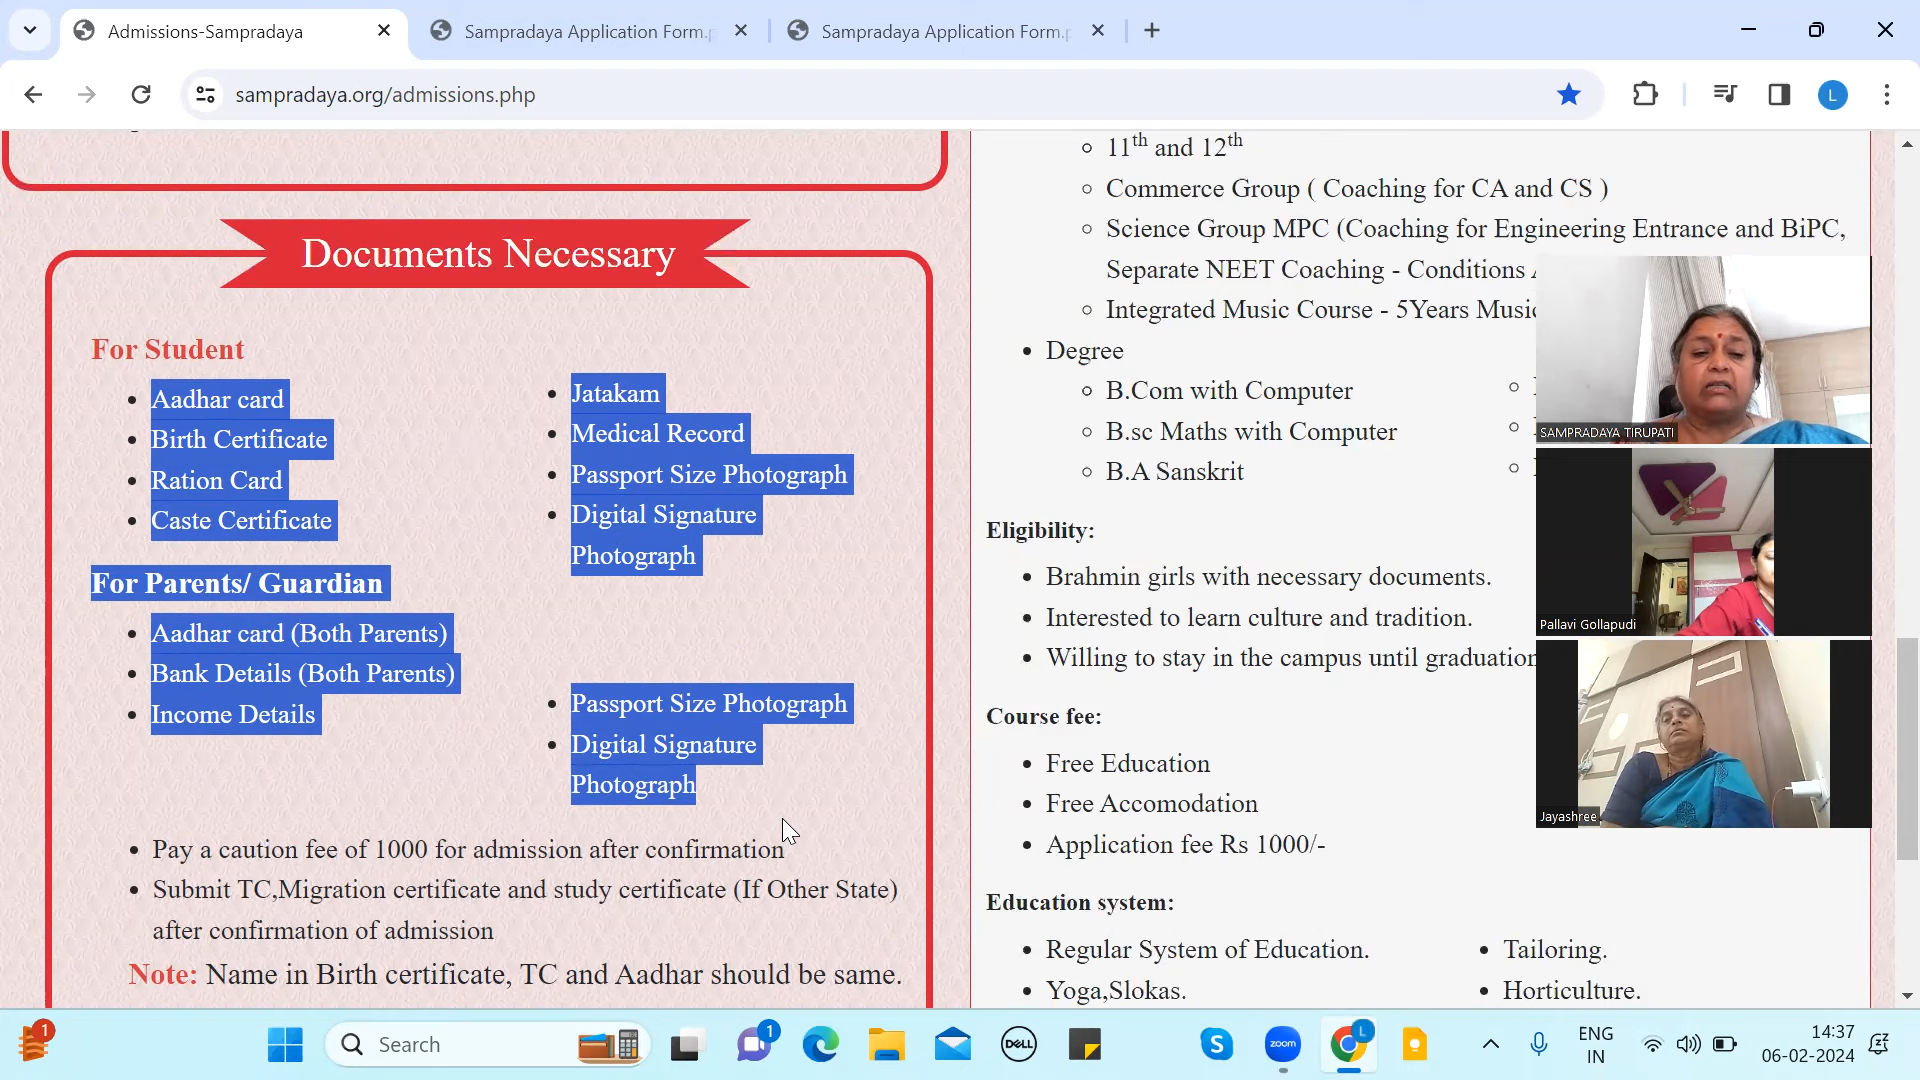 Admissions-Sampradaya
Sampradaya Application Form.p
Sampradaya Application Form.p
sampradaya.org/admissions.php
L
Documents Necessary
For Student
Aadhar card
Birth Certificate
Ration Card
Caste Certificate
Jatakam
Medical Record
Passport Size Photograph
Digital Signature
Photograph
For Parents/ Guardian
Aadhar card (Both Parents)
Bank Details (Both Parents)
Income Details
Passport Size Photograph
Digital Signature
Photograph
Pay a caution fee of 1000 for admission after confirmation
Submit TC,Migration certificate and study certificate (If Other State)
after confirmation of admission
Note: Name in Birth certificate, TC and Aadhar should be same.
11th and 12th
Commerce Group ( Coaching for CA and CS )
Science Group MPC (Coaching for Engineering Entrance and BiPC,
Separate NEET Coaching - Conditions
Integrated Music Course - 5Years Music
Degree
B.Com with Computer
B.sc Maths with Computer
B.A Sanskrit
Eligibility:
Brahmin girls with necessary documents.
Interested to learn culture and tradition.
Willing to stay in the campus until graduation
Course fee:
Free Education
Free Accomodation
Application fee Rs 1000/-
Education system:
Regular System of Education.
Yoga,Slokas.
Tailoring.
Horticulture.
SAMPRADAYA TIRUPATI
Pallavi Gollapudi
Jayashree
1
Search
1
DELL
S
zoom
L
ENG
IN
14:37
06-02-2024